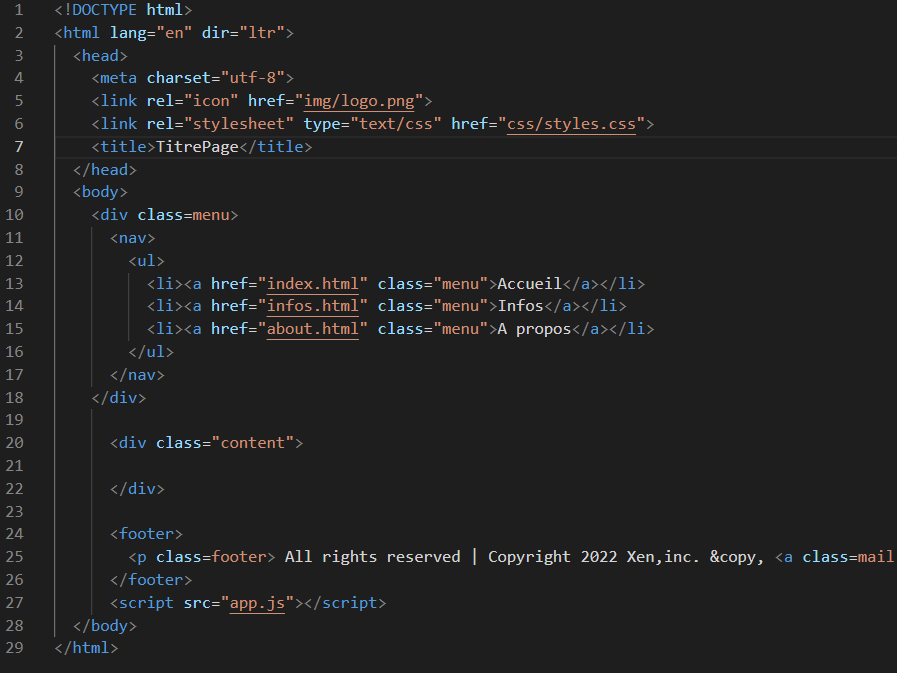 1 <!DOCTYPE html>
2 <html lang="en" dir="ltr">
3 <head>
4 <meta charset="utf-8">
5 <link rel="icon" href="img/logo.png">
6 <link rel="stylesheet" type="text/css" href="css/styles.css">
7 <title>TitrePage</title>
8 </head>
9 <body>
10 <div class=menu>
11 <nav>
12 <ul>
13 <li><a href="index.html" class="menu">Accueil</a></li>
14 <li><a href="infos.html" class="menu">Infos</a></li>
15 <li><a href="about.html" class="menu">A propos</a></li>
16 </ul>
17 </nav>
18 </div>
19
20 <div class="content">
21
22 </div>
23
24 <footer>
25 <p class=footer> All rights reserved | Copyright 2022 Xen,inc. &copy, <a class=mail
26 </footer>
27 <script src="app.js"></script>
28 </body>
29 </html>